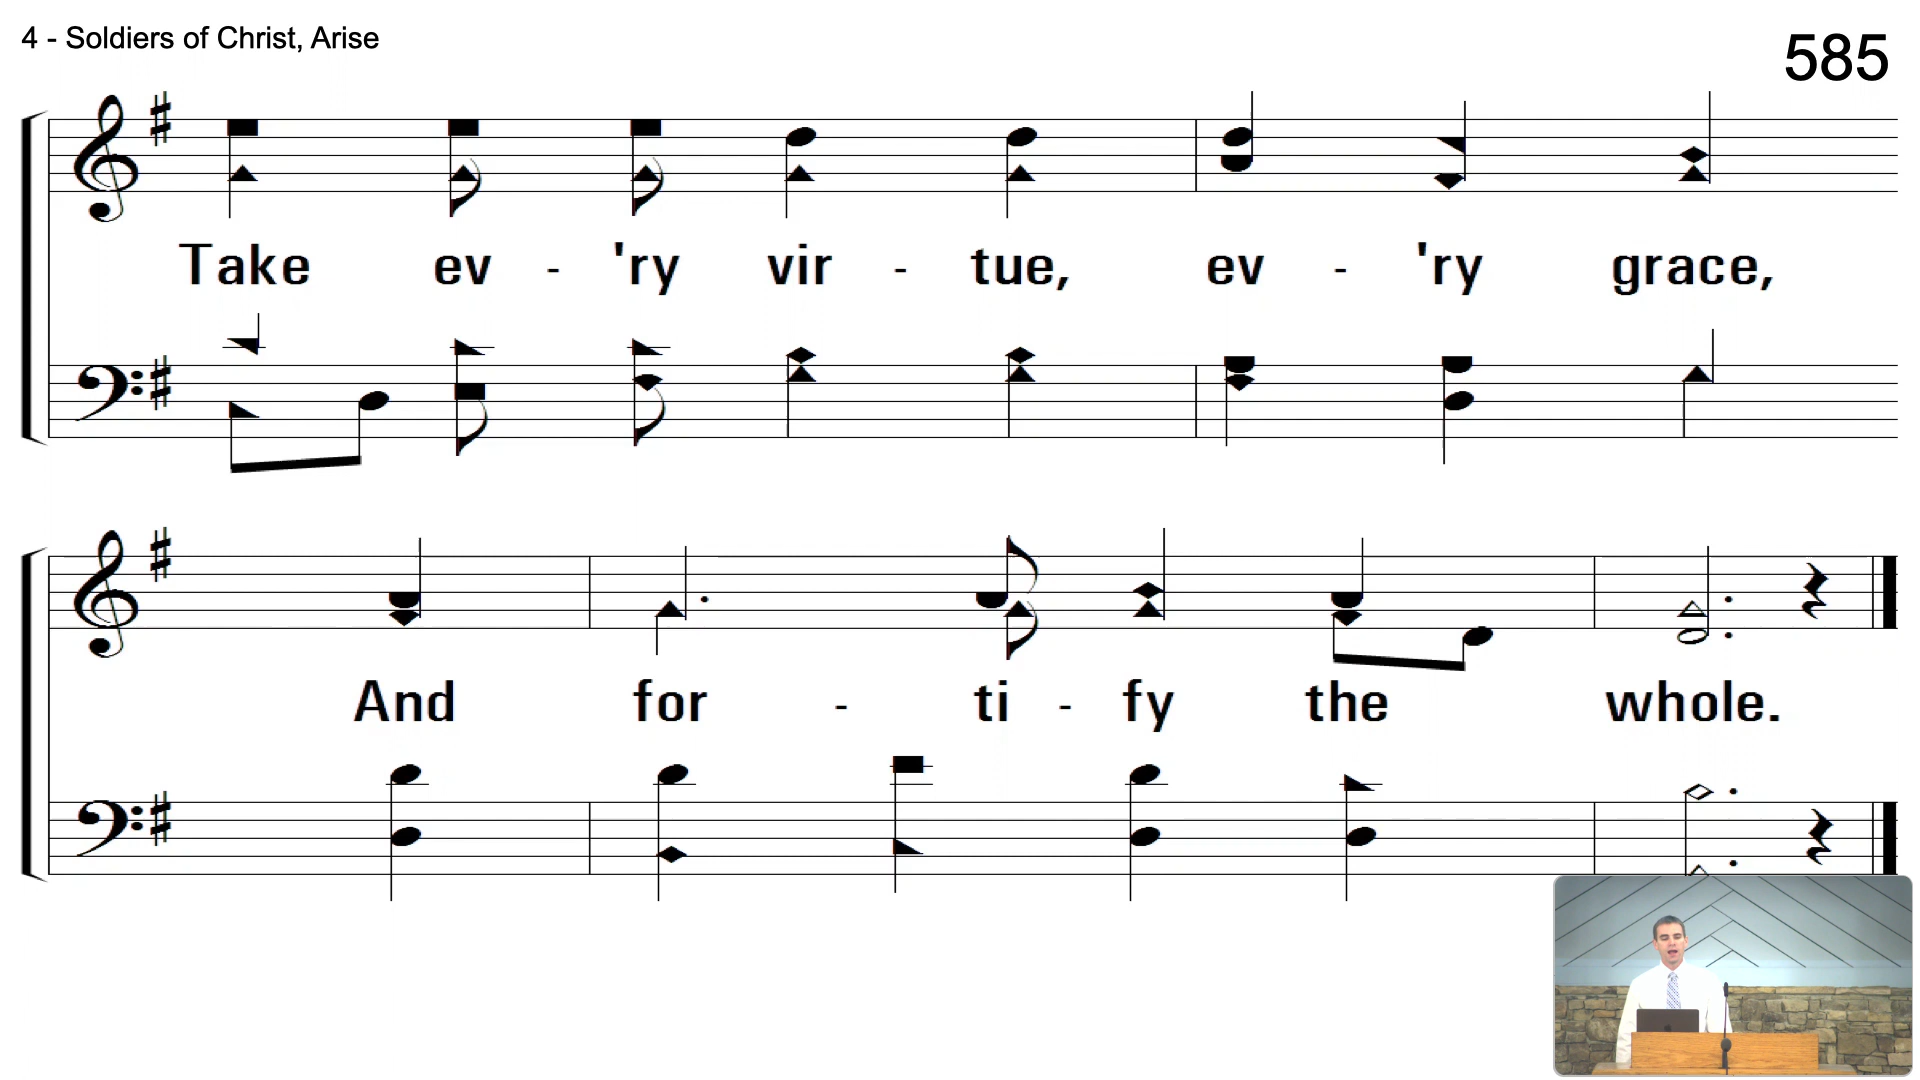 4 - Soldiers of Christ, Arise
585
Take ev - 'ry vir - tue, ev - 'ry grace,
And for - ti - fy the whole.